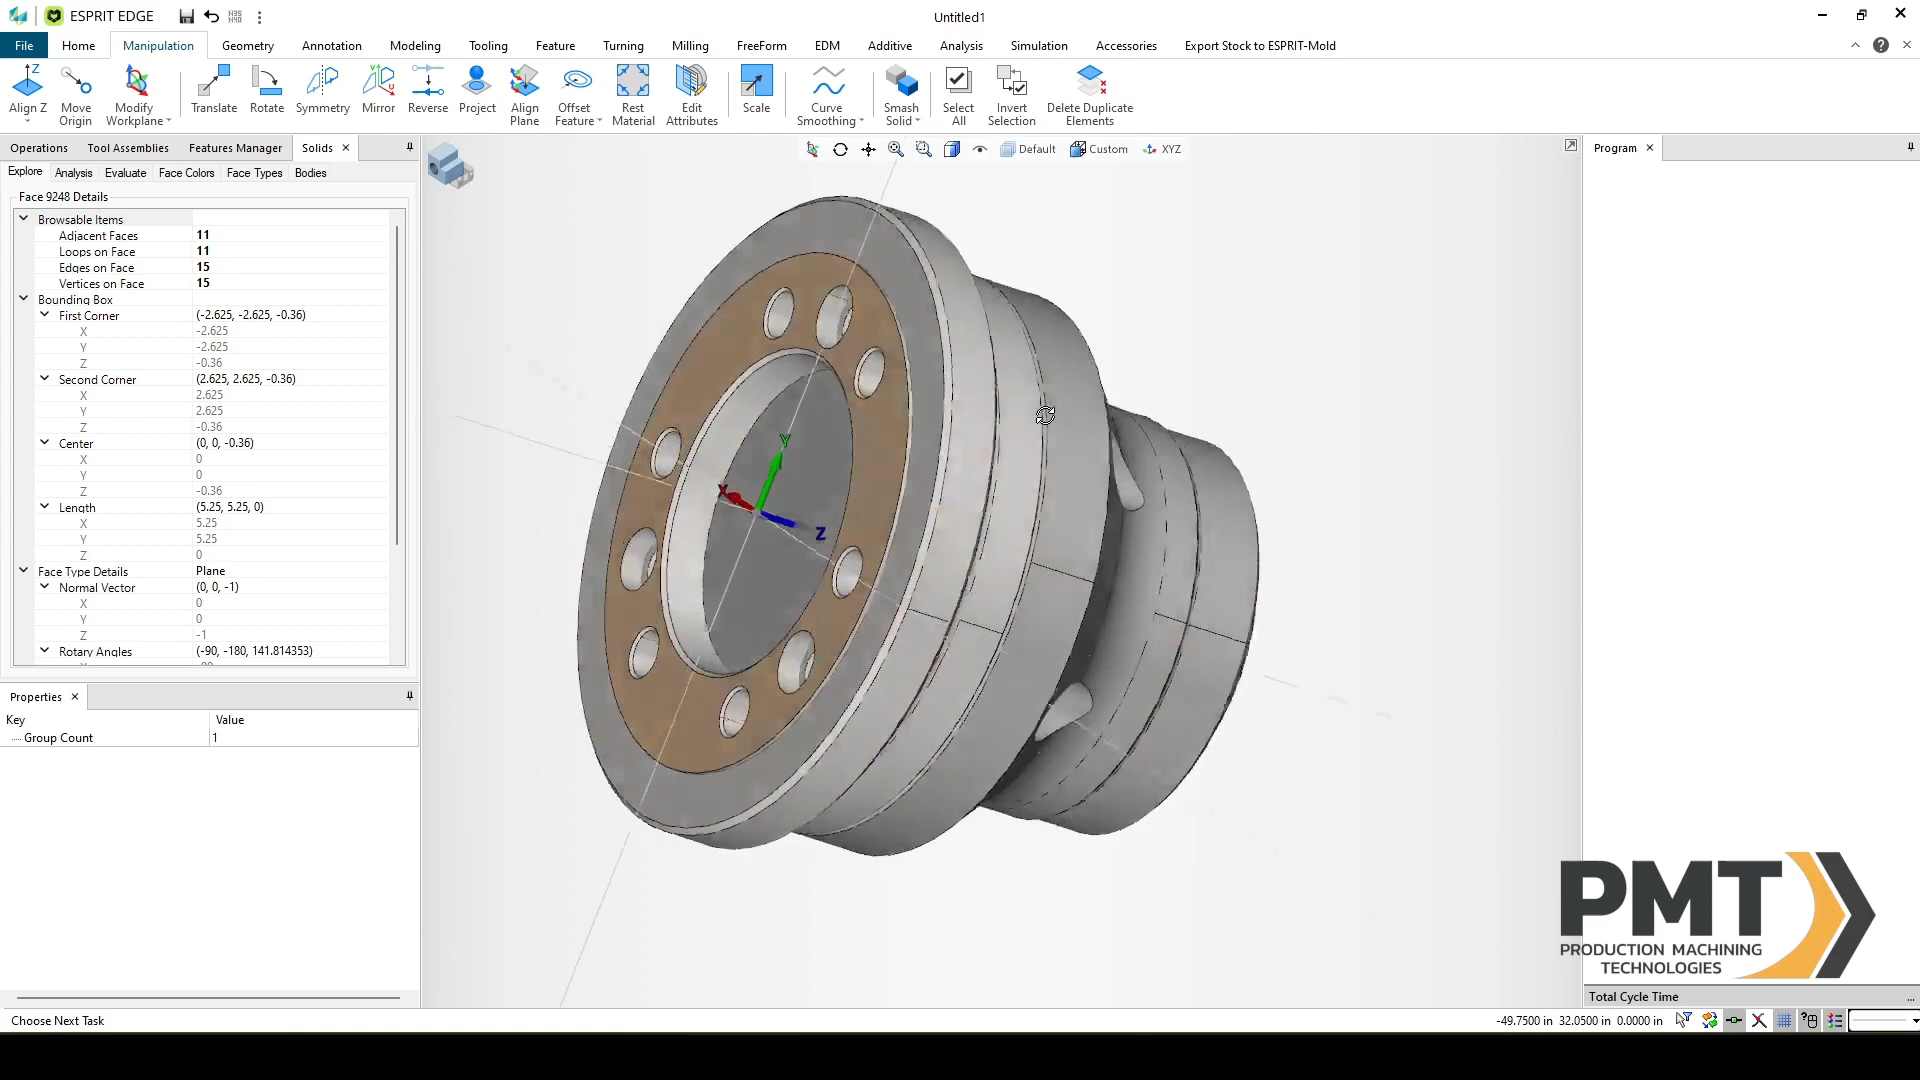 ESPRIT EDGE
Untitled1
File Home Manipulation Geometry Annotation Modeling Tooling Feature Turning Milling FreeForm EDM Additive Analysis Simulation Accessories Export Stock to ESPRIT-Mold
Align Z
Move Origin
Modify Workplane
Translate
Rotate
Symmetry
Mirror
Reverse
Project
Align Plane
Offset Feature
Rest Material
Edit Attributes
Scale
Curve Smoothing
Smash Solid
Select All
Invert Selection
Delete Duplicate Elements
Operations Tool Assemblies Features Manager Solids
Default Custom XYZ
Program
Explore Analysis Evaluate Face Colors Face Types Bodies
Face 9248 Details
Browsable Items
Adjacent Faces 11
Loops on Face 11
Edges on Face 15
Vertices on Face 15
Bounding Box
First Corner (-2.625, -2.625, -0.36)
X -2.625
Y -2.625
Z -0.36
Second Corner (2.625, 2.625, -0.36)
X 2.625
Y 2.625
Z -0.36
Center (0, 0, -0.36)
X 0
Y 0
Z -0.36
Length (5.25, 5.25, 0)
X 5.25
Y 5.25
Z 0
Face Type Details Plane
Normal Vector (0, 0, -1)
X 0
Y 0
Z -1
Rotary Angles (-90, -180, 141.814353)
Y
X
Z
Properties
Key Value
Group Count 1
PMT
PRODUCTION MACHINING
TECHNOLOGIES
Total Cycle Time ...
Choose Next Task
-49.7500 in 32.0500 in 0.0000 in